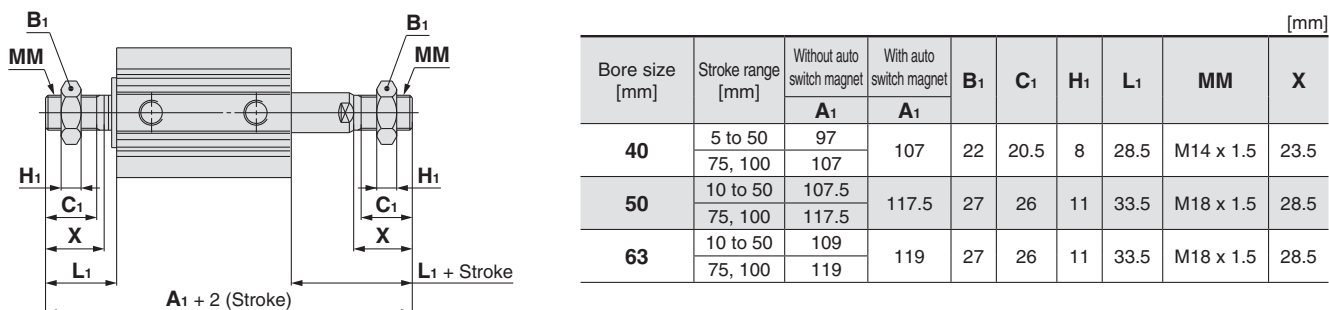 B1 B1
MM MM
H1 H1
C1 C1
X X
L1 L1 + Stroke
A1 + 2 (Stroke)
[mm]
Bore size [mm] Stroke range [mm] Without auto switch magnet With auto switch magnet B1 C1 H1 L1 MM X
A1 A1
40 5 to 50 97 107 22 20.5 8 28.5 M14 x 1.5 23.5
75, 100 107
50 10 to 50 107.5 117.5 27 26 11 33.5 M18 x 1.5 28.5
75, 100 117.5
63 10 to 50 109 119 27 26 11 33.5 M18 x 1.5 28.5
75, 100 119